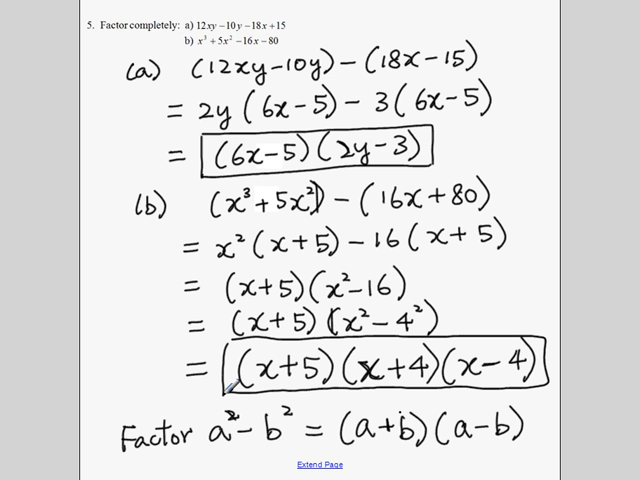 5. Factor completely: a) 12xy −10y −18x +15
b) x³ + 5x² −16x −80
(a) (12xy−10y) − (18x−15)
= 2y(6x−5) − 3(6x−5)
= (6x−5)(2y−3)
(b) (x³+5x²) − (16x+80)
= x²(x+5) − 16(x+5)
= (x+5)(x²−16)
= (x+5)(x²−4²)
= (x+5)(x+4)(x−4)
Factor a²−b² = (a+b)(a−b)
Extend Page